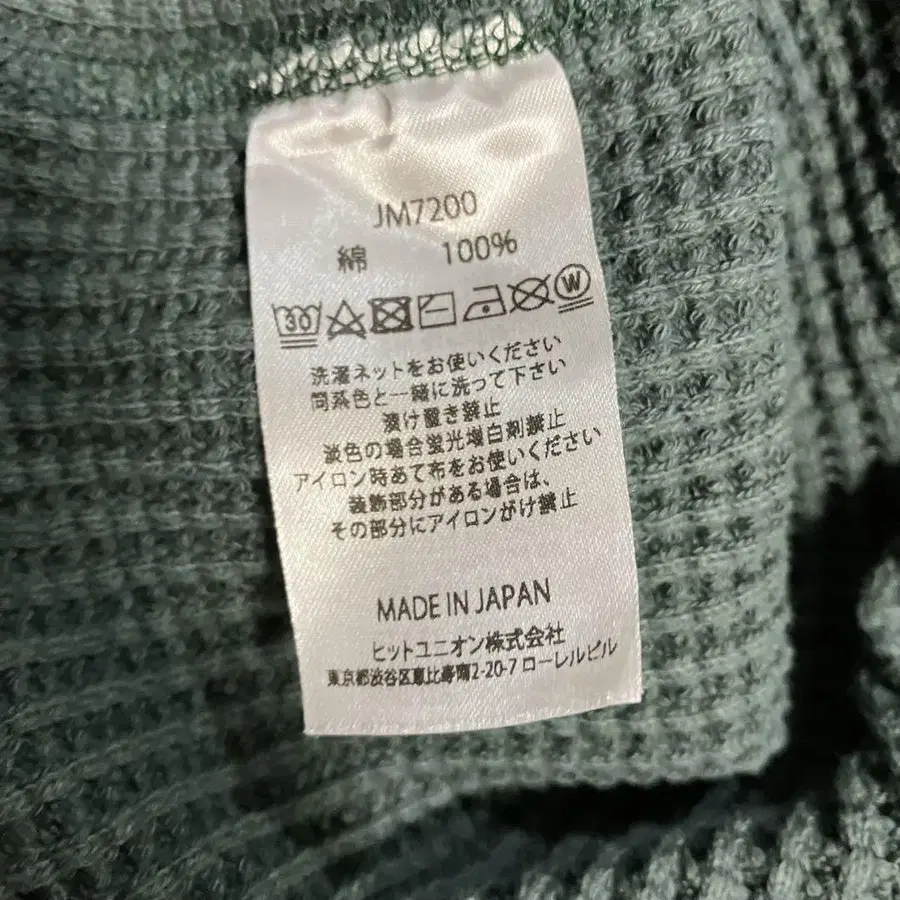 JM7200
綿 100%
30 W
洗濯ネットをお使いください
同系色と一緒に洗って下さい
漬け置き禁止
淡色の場合蛍光増白剤禁止
アイロン時あて布をお使いください
装飾部分がある場合は、
その部分にアイロンがけ禁止
MADE IN JAPAN
ヒットユニオン株式会社
東京都渋谷区恵比寿南2-20-7 ローレルビル